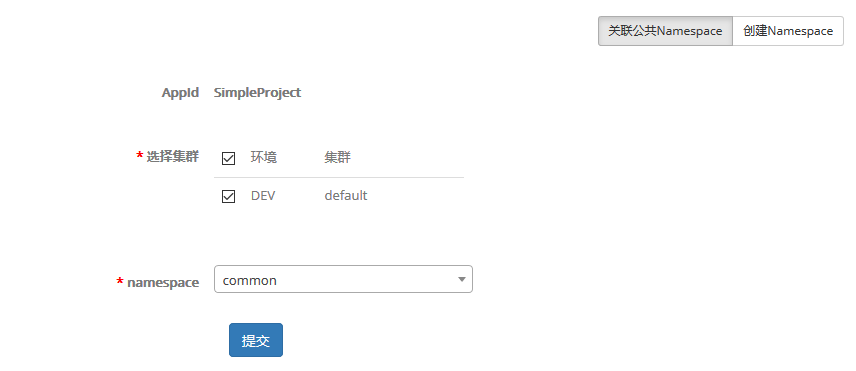 关联公共Namespace 创建Namespace
AppId SimpleProject
* 选择集群 环境 集群
DEV default
* namespace common
提交